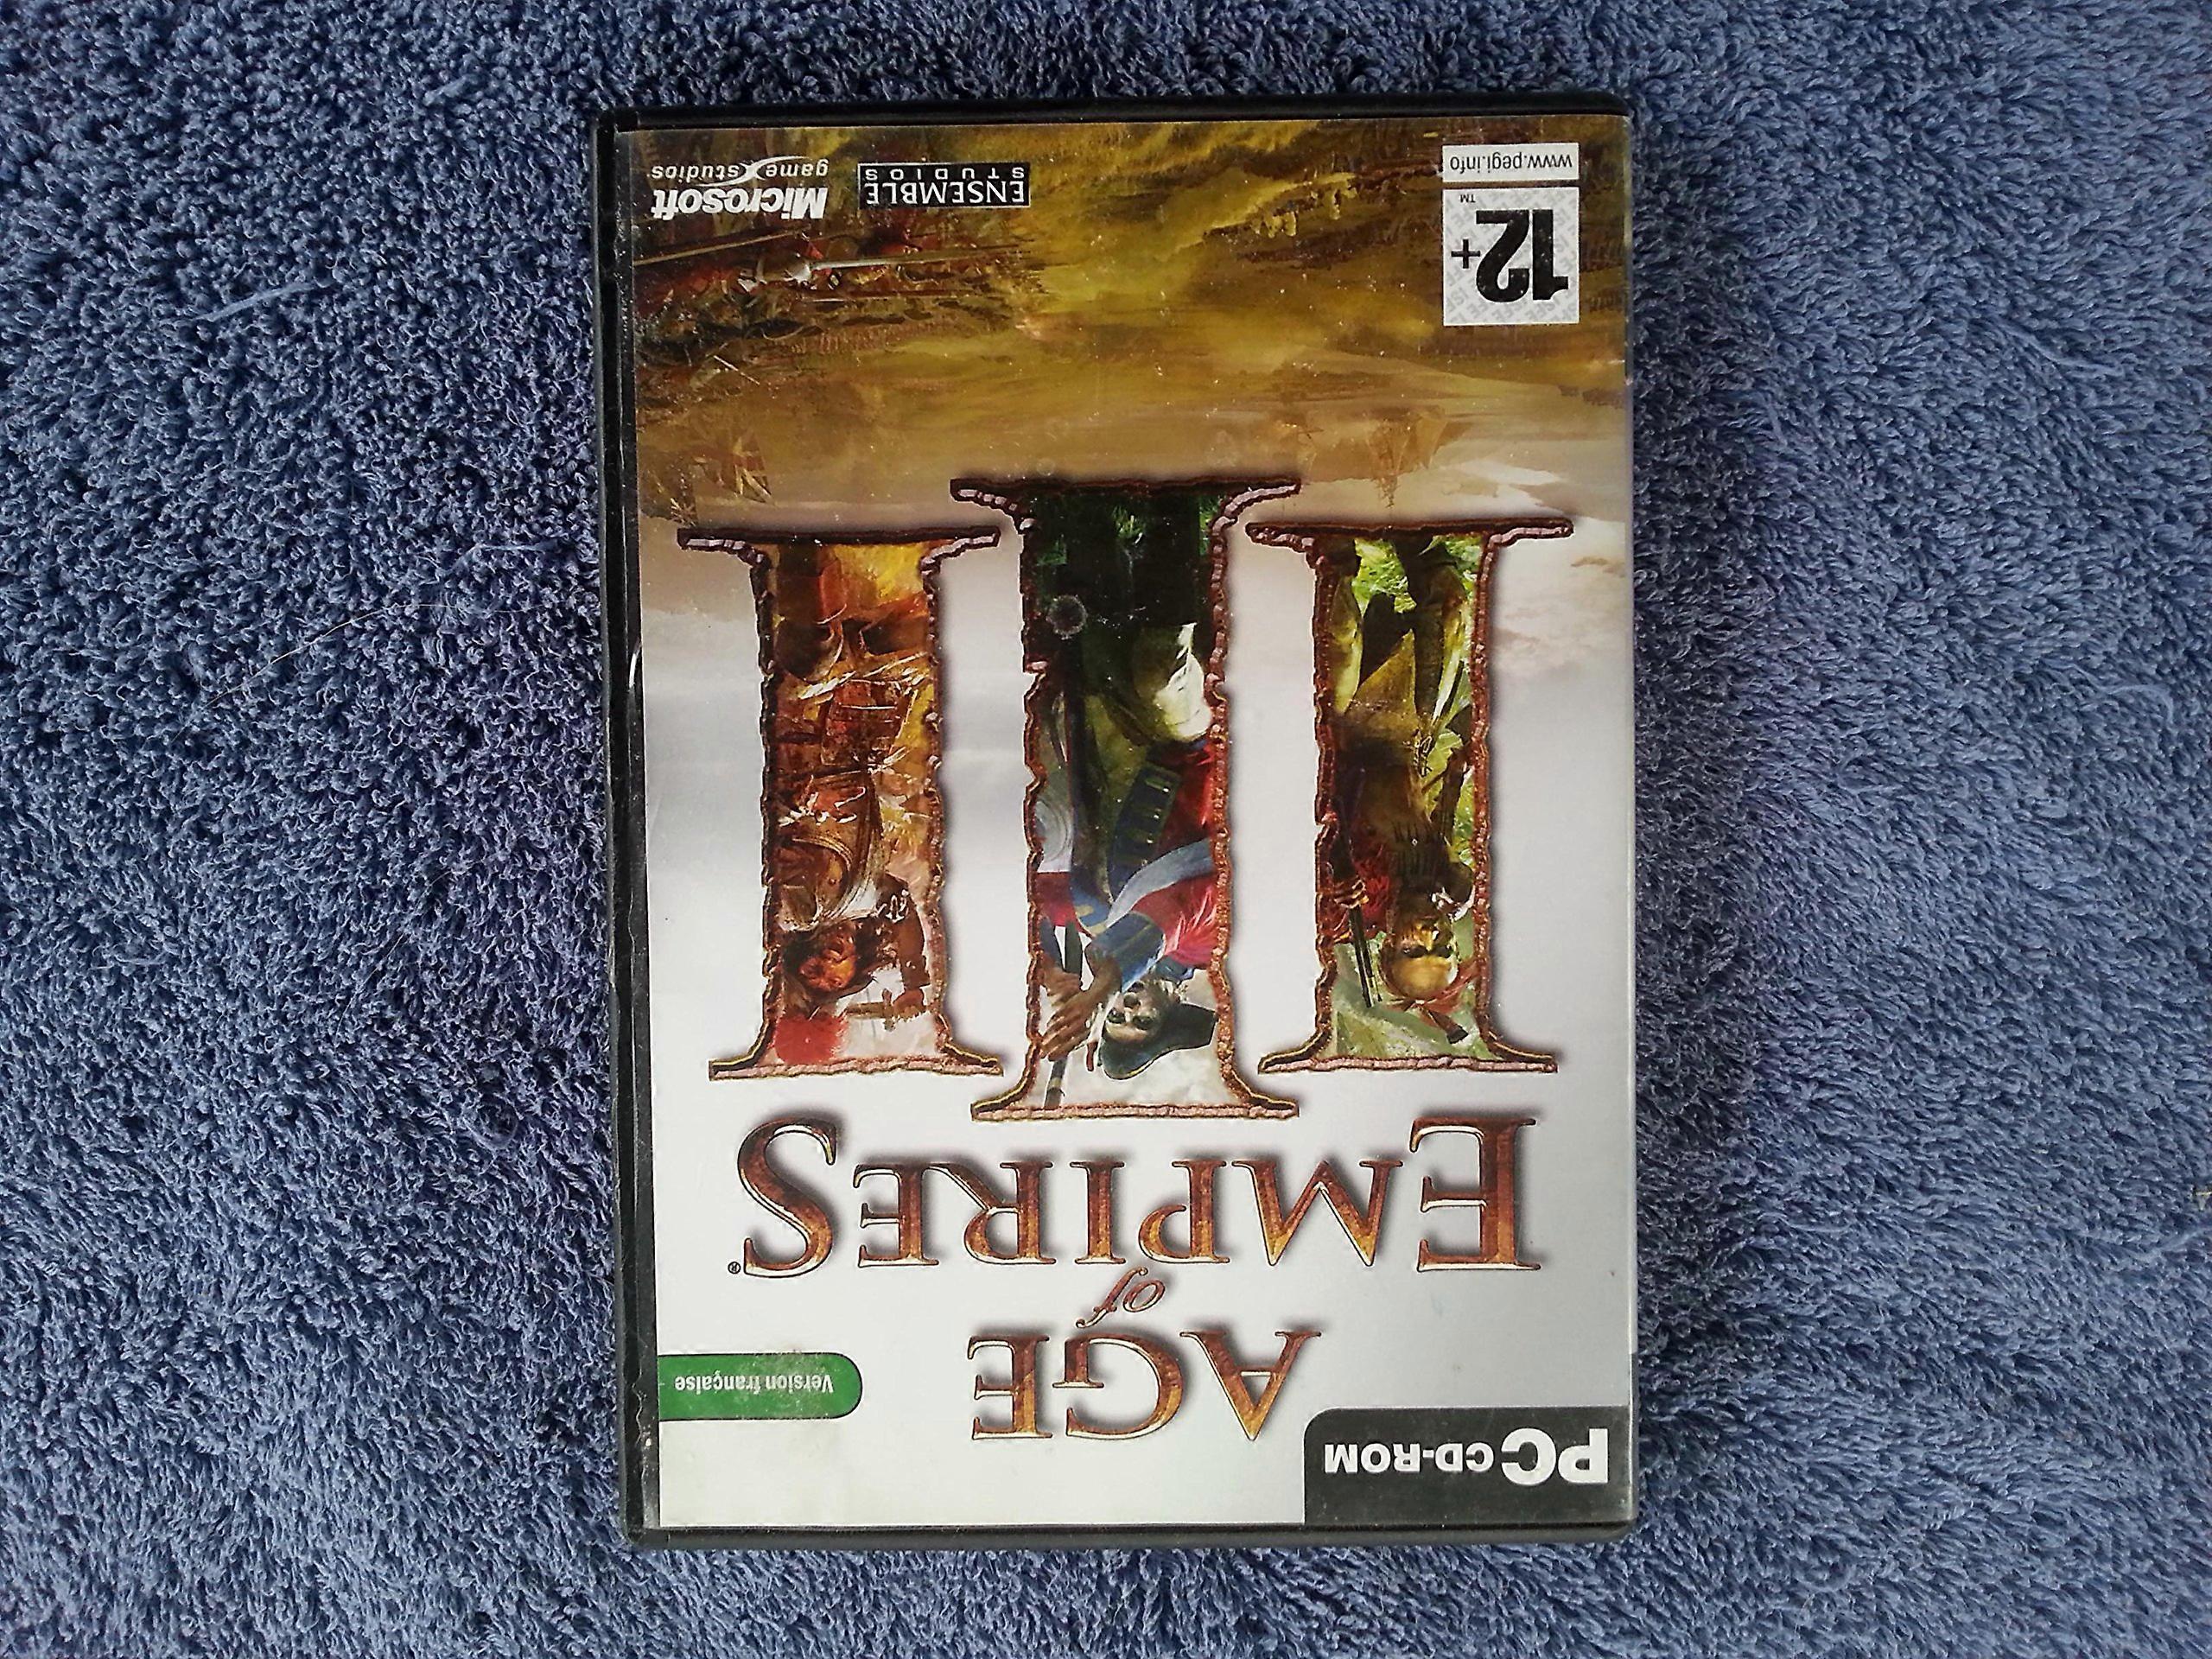 PC CD-ROM
Version française
AGE
of
EMPIRES®
III
12+
™
www.pegi.info
ENSEMBLE
STUDIOS
Microsoft
game studios